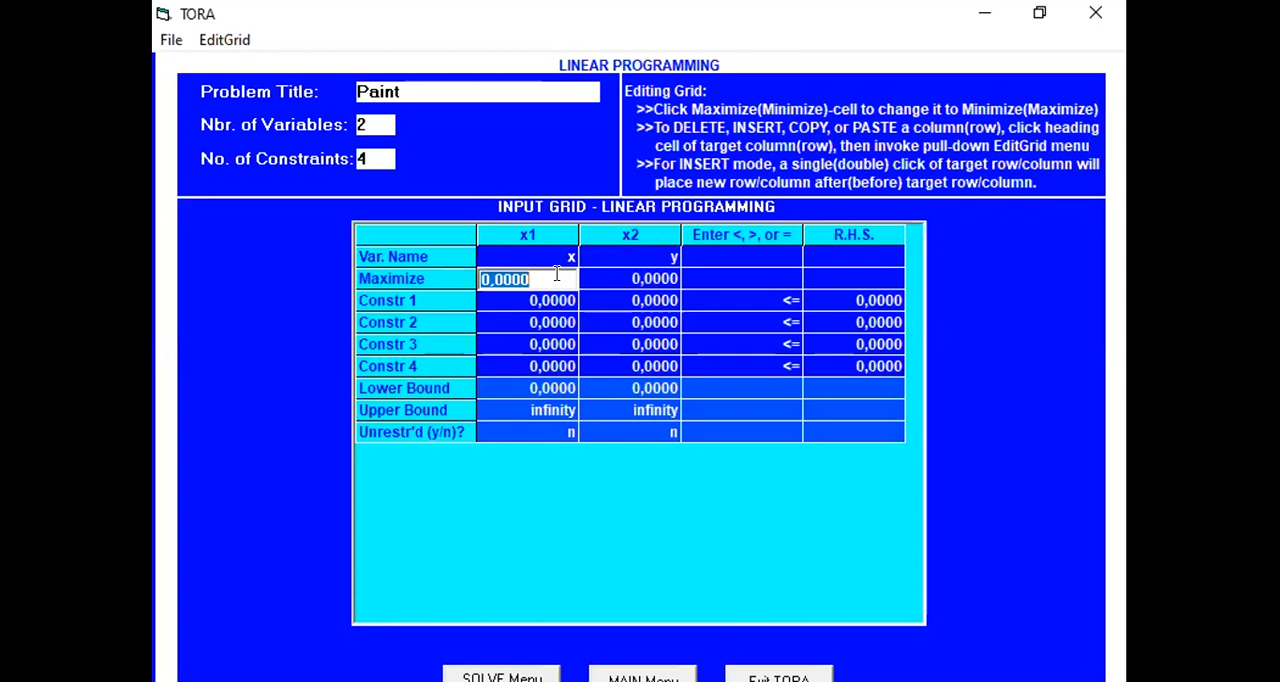 TORA
File EditGrid
LINEAR PROGRAMMING
Problem Title: Paint
Nbr. of Variables: 2
No. of Constraints: 4
Editing Grid:
>>Click Maximize(Minimize)-cell to change it to Minimize(Maximize)
>>To DELETE, INSERT, COPY, or PASTE a column(row), click heading
cell of target column(row), then invoke pull-down EditGrid menu
>>For INSERT mode, a single(double) click of target row/column will
place new row/column after(before) target row/column.
INPUT GRID - LINEAR PROGRAMMING
x1 x2 Enter <, >, or = R.H.S.
Var. Name x y
Maximize 0,0000 0,0000
Constr 1 0,0000 0,0000 <= 0,0000
Constr 2 0,0000 0,0000 <= 0,0000
Constr 3 0,0000 0,0000 <= 0,0000
Constr 4 0,0000 0,0000 <= 0,0000
Lower Bound 0,0000 0,0000
Upper Bound infinity infinity
Unrestr'd (y/n)? n n
SOLVE Menu MAIN Menu Exit TORA